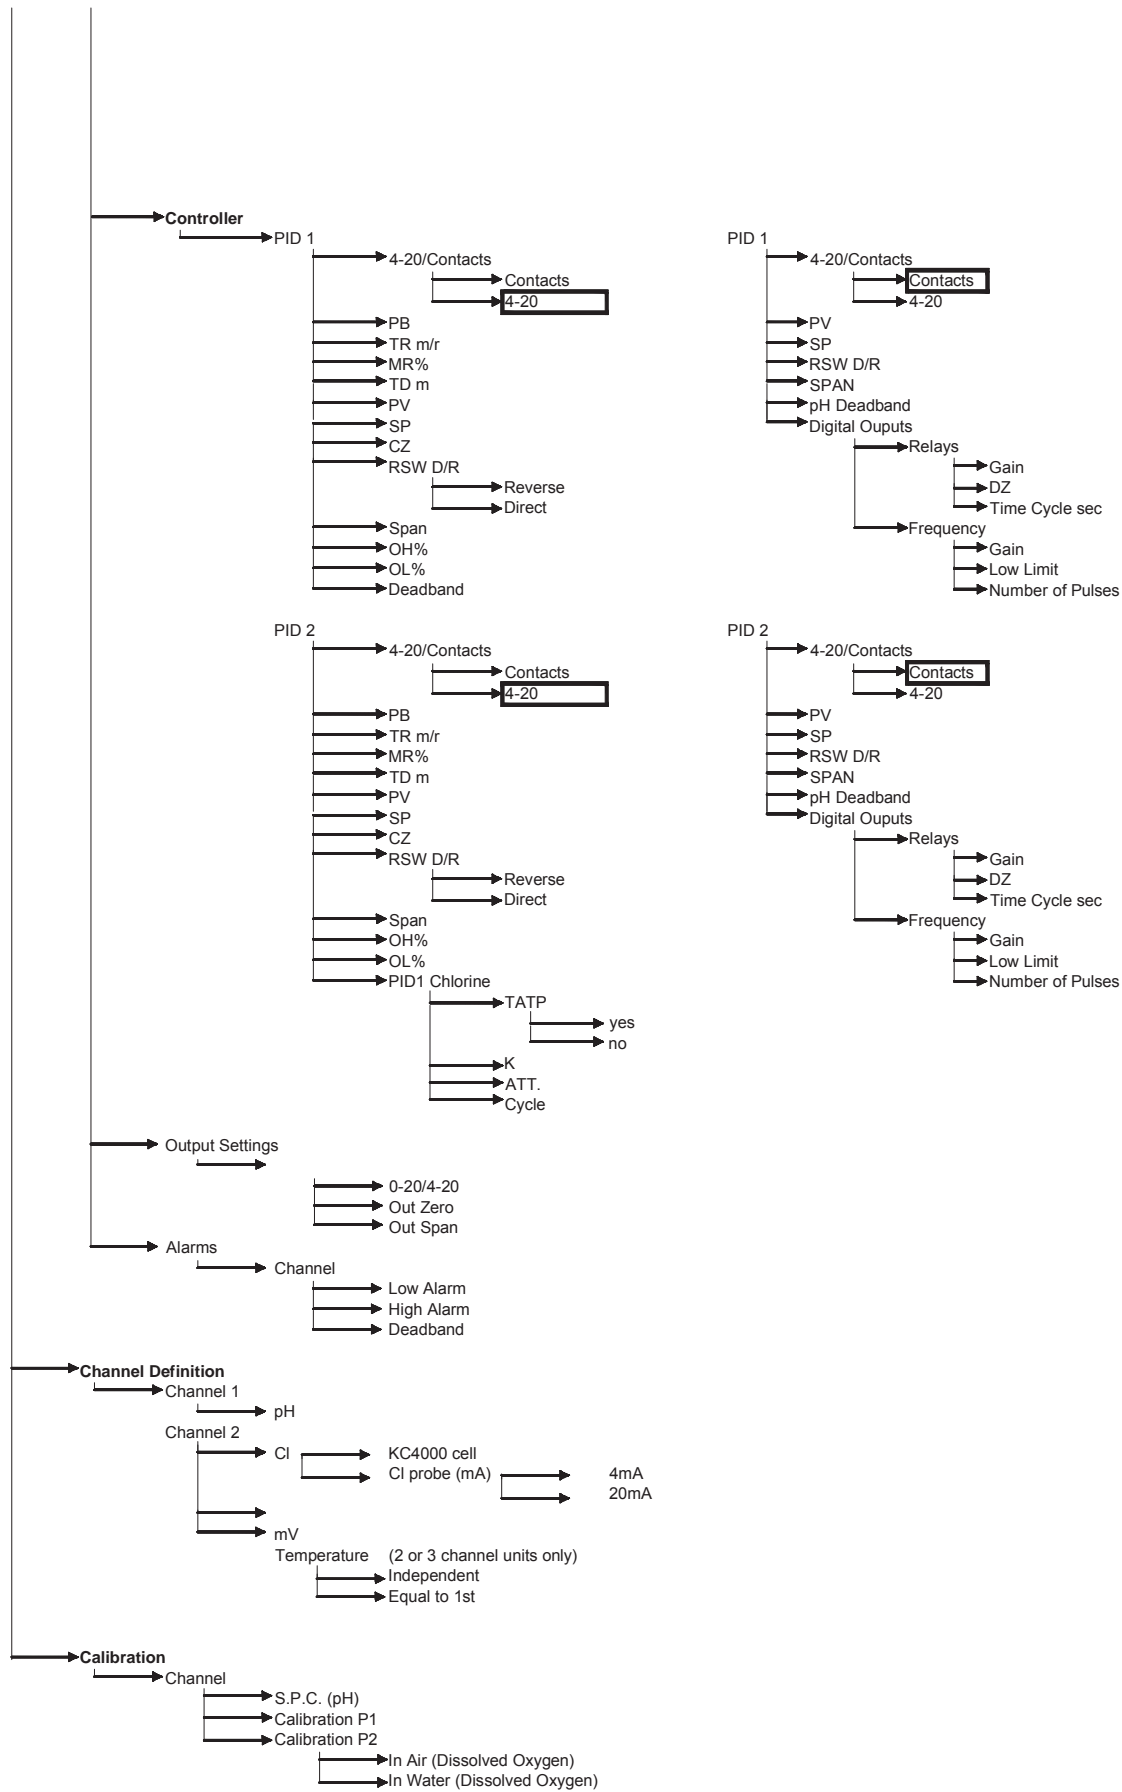 Controller
PID 1
4-20/Contacts
Contacts
4-20
PB
TR m/r
MR%
TD m
PV
SP
CZ
RSW D/R
Reverse
Direct
Span
OH%
OL%
Deadband
PID 1
4-20/Contacts
Contacts
4-20
PV
SP
RSW D/R
SPAN
pH Deadband
Digital Ouputs
Relays
Gain
DZ
Time Cycle sec
Frequency
Gain
Low Limit
Number of Pulses
PID 2
4-20/Contacts
Contacts
4-20
PB
TR m/r
MR%
TD m
PV
SP
CZ
RSW D/R
Reverse
Direct
Span
OH%
OL%
PID1 Chlorine
TATP
yes
no
K
ATT.
Cycle
PID 2
4-20/Contacts
Contacts
4-20
PV
SP
RSW D/R
SPAN
pH Deadband
Digital Ouputs
Relays
Gain
DZ
Time Cycle sec
Frequency
Gain
Low Limit
Number of Pulses
Output Settings
0-20/4-20
Out Zero
Out Span
Alarms
Channel
Low Alarm
High Alarm
Deadband
Channel Definition
Channel 1
pH
Channel 2
Cl
KC4000 cell
Cl probe (mA)
4mA
20mA
mV
Temperature (2 or 3 channel units only)
Independent
Equal to 1st
Calibration
Channel
S.P.C. (pH)
Calibration P1
Calibration P2
In Air (Dissolved Oxygen)
In Water (Dissolved Oxygen)